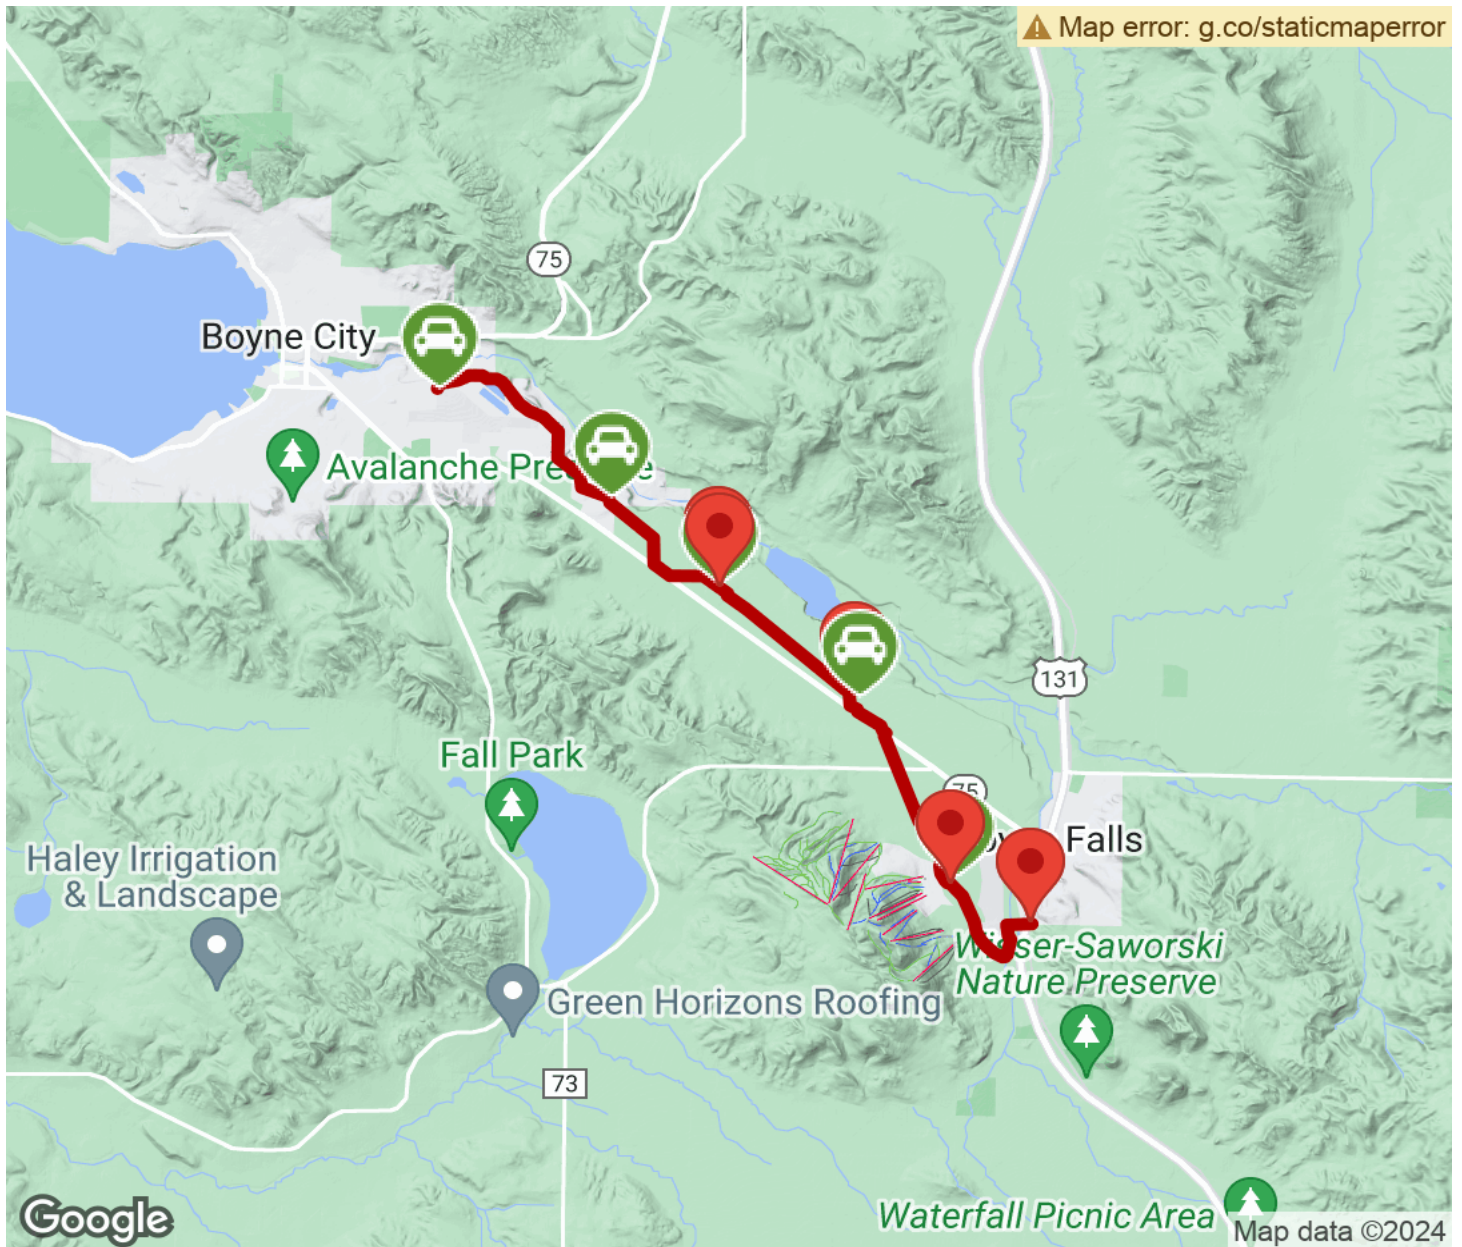 Map error: g.co/staticmaperror
75
Boyne City
Avalanche Pre e
131
Fall Park
75
Falls
Haley Irrigation
& Landscape
Wisser-Saworski
Nature Preserve
Green Horizons Roofing
73
Waterfall Picnic Area
Google
Map data ©2024